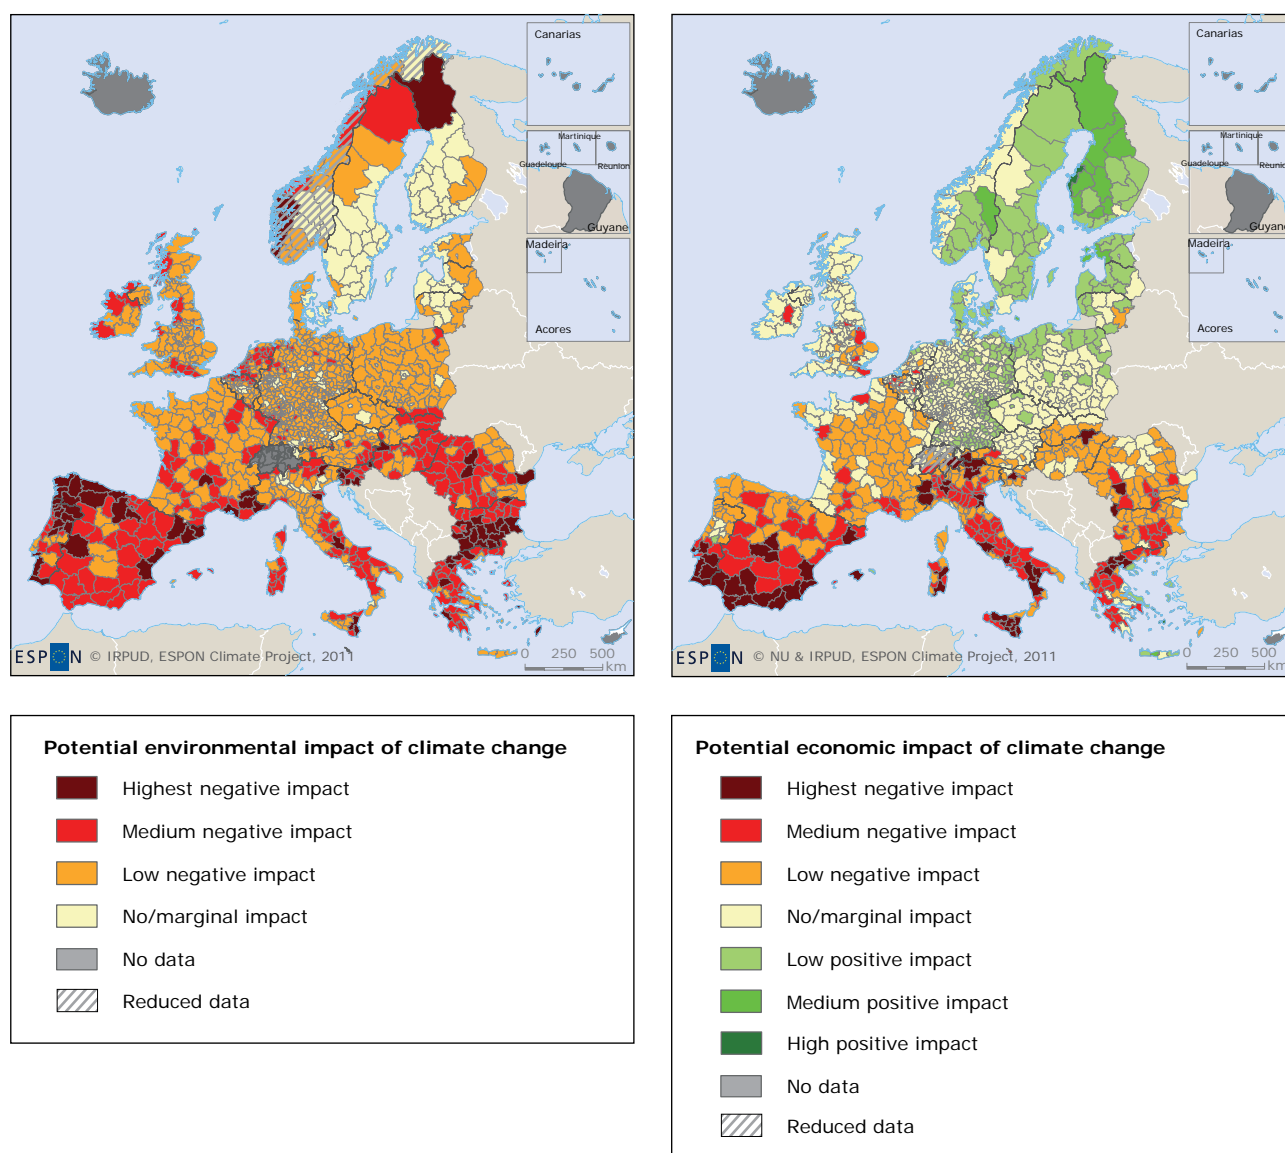 Canarias
Martinique
Guadeloupe
Réunion
Guyane
Madeira
Acores
ESPON © IRPUD, ESPON Climate Project, 2011
0 250 500
km
Canarias
Martinique
Guadeloupe
Réunion
Guyane
Madeira
Acores
ESPON © NU & IRPUD, ESPON Climate Project, 2011
0 250 500
km
Potential environmental impact of climate change
Highest negative impact
Medium negative impact
Low negative impact
No/marginal impact
No data
Reduced data
Potential economic impact of climate change
Highest negative impact
Medium negative impact
Low negative impact
No/marginal impact
Low positive impact
Medium positive impact
High positive impact
No data
Reduced data